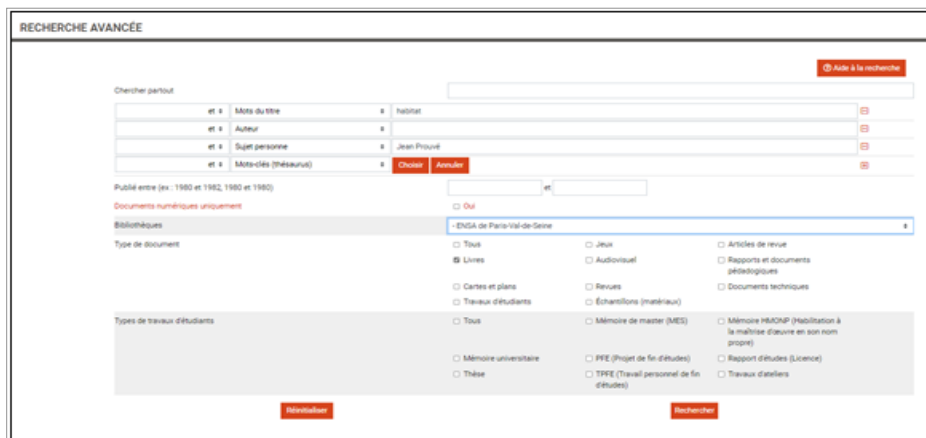 RECHERCHE AVANCÉE
Aide à la recherche
Chercher partout
et Mots du titre habitat
et Auteur
et Sujet personne Jean Prouvé
et Mots-clés (thésaurus) Choisir Annuler
Publié entre (ex : 1980 et 1982, 1980 et 1980) et
Documents numériques uniquement Oui
Bibliothèques - ENSA de Paris-Val-de-Seine
Type de document Tous Jeux Articles de revue
Livres Audiovisuel Rapports et documents
pédagogiques
Cartes et plans Revues Documents techniques
Travaux d'étudiants Échantillons (matériaux)
Types de travaux d'étudiants Tous Mémoire de master (MES) Mémoire HMONP (Habilitation à
la maîtrise d'œuvre en son nom
propre)
Mémoire universitaire PFE (Projet de fin d'études) Rapport d'études (Licence)
Thèse TPFE (Travail personnel de fin Travaux d'ateliers
d'études)
Réinitialiser Rechercher